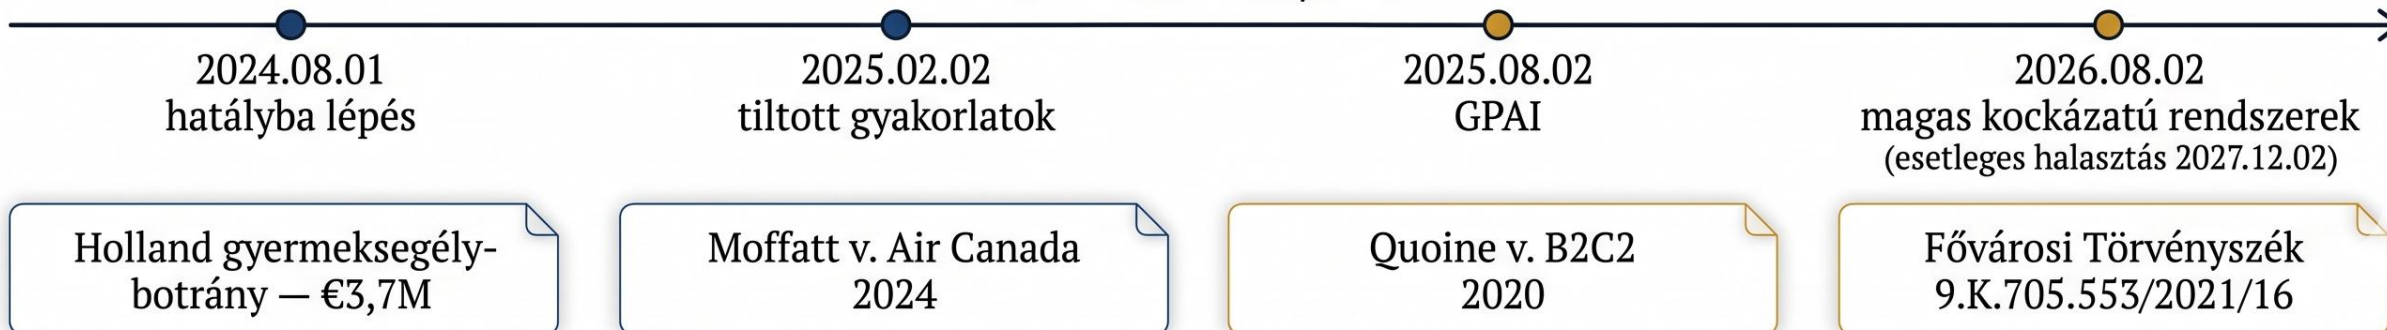 2024.08.01
hatályba lépés
2025.02.02
tiltott gyakorlatok
2025.08.02
GPAI
2026.08.02
magas kockázatú rendszerek
(esetleges halasztás 2027.12.02)
Holland gyermeksegély-
botrány — €3,7M
Moffatt v. Air Canada
2024
Quoine v. B2C2
2020
Fővárosi Törvényszék
9.K.705.553/2021/16